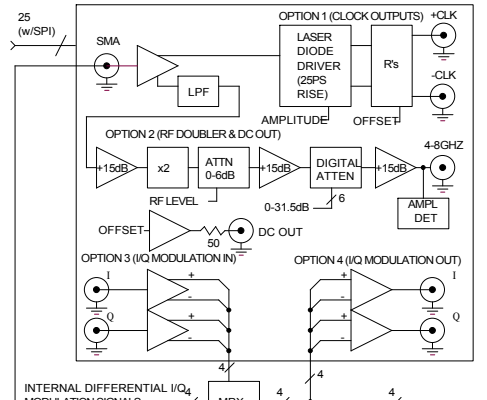 25
(w/SPI)
SMA
OPTION 1 (CLOCK OUTPUTS)
+CLK
LASER
DIODE
DRIVER
(25PS
RISE)
R's
LPF
-CLK
AMPLITUDE
OFFSET
OPTION 2 (RF DOUBLER & DC OUT)
4-8GHZ
+15dB
x2
ATTN
0-6dB
+15dB
DIGITAL
ATTEN
+15dB
RF LEVEL
0-31.5dB
6
AMPL
DET
OFFSET
50
DC OUT
OPTION 3 (I/Q MODULATION IN)
OPTION 4 (I/Q MODULATION OUT)
I
+
-
+
-
I
Q
+
-
+
-
Q
4
4
INTERNAL DIFFERENTIAL I/Q
MODULATION SIGNALS
4
MPX
4
4